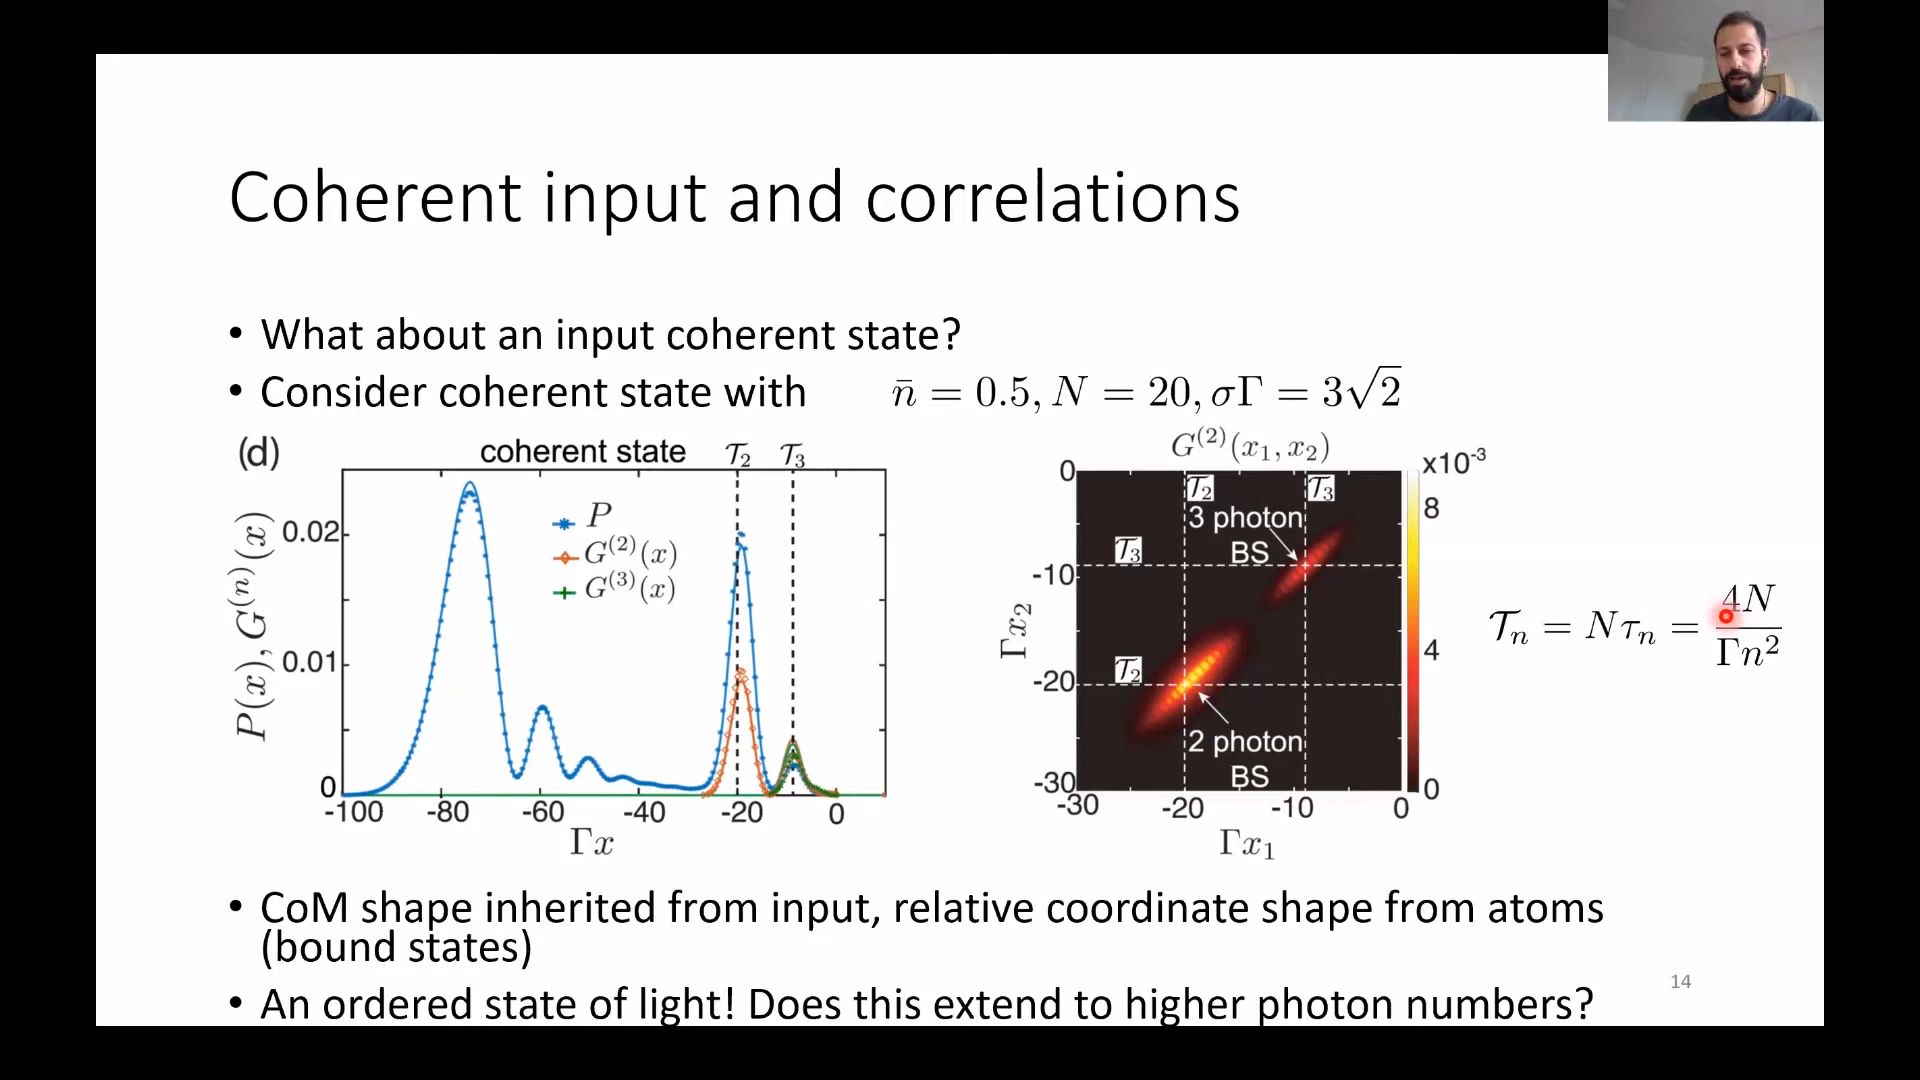 Coherent input and correlations
• What about an input coherent state?
• Consider coherent state with n̄ = 0.5, N = 20, σΓ = 3√2
(d) coherent state 𝒯₂ 𝒯₃
P(x), G⁽ⁿ⁾(x)
0.02
0.01
0
P
G⁽²⁾(x)
G⁽³⁾(x)
-100 -80 -60 -40 -20 0
Γx
G⁽²⁾(x₁, x₂)
0
-10
-20
-30
Γx₂
𝒯₂ 𝒯₃
3 photon
BS
𝒯₃
𝒯₂
2 photon
BS
-30 -20 -10 0
Γx₁
x10⁻³
8
4
0
𝒯ₙ = Nτₙ = 4N / Γn²
• CoM shape inherited from input, relative coordinate shape from atoms
(bound states)
14
• An ordered state of light! Does this extend to higher photon numbers?